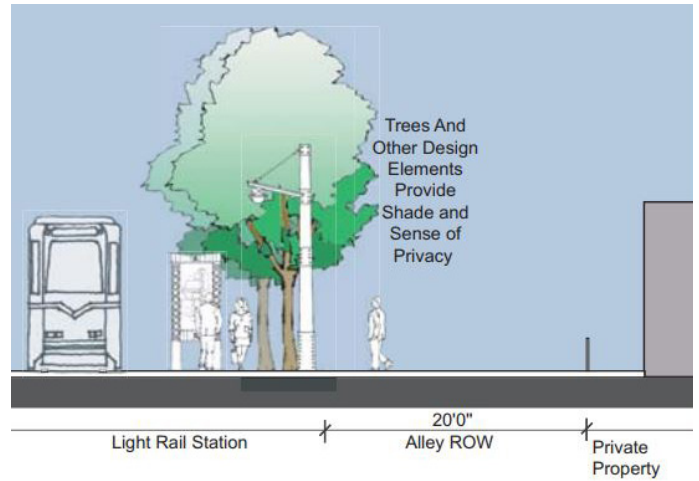 Trees And
Other Design
Elements
Provide
Shade and
Sense of
Privacy
20'0"
Light Rail Station
Alley ROW
Private
Property